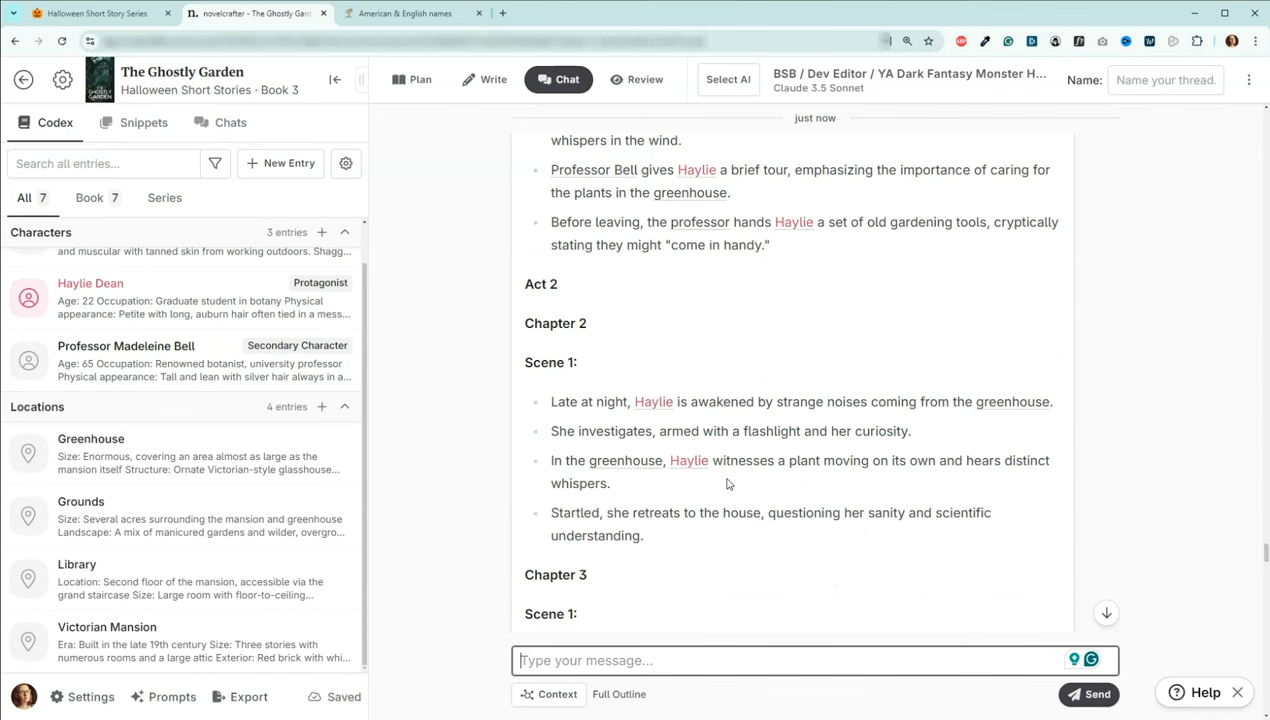 Halloween Short Story Series
n. novelcrafter - The Ghostly Gard
American & English names
The Ghostly Garden
Halloween Short Stories · Book 3
THE GHOSTLY GARDEN
Plan
Write
Chat
Review
Select AI
BSB / Dev Editor / YA Dark Fantasy Monster H...
Claude 3.5 Sonnet
Name:
Name your thread.
Codex
Snippets
Chats
Search all entries...
+ New Entry
All 7
Book 7
Series
Characters
3 entries
and muscular with tanned skin from working outdoors. Shagg...
Haylie Dean
Protagonist
Age: 22 Occupation: Graduate student in botany Physical
appearance: Petite with long, auburn hair often tied in a mess...
Professor Madeleine Bell
Secondary Character
Age: 65 Occupation: Renowned botanist, university professor
Physical appearance: Tall and lean with silver hair always in a...
Locations
4 entries
Greenhouse
Size: Enormous, covering an area almost as large as the
mansion itself Structure: Ornate Victorian-style glasshouse...
Grounds
Size: Several acres surrounding the mansion and greenhouse
Landscape: A mix of manicured gardens and wilder, overgro...
Library
Location: Second floor of the mansion, accessible via the
grand staircase Size: Large room with floor-to-ceiling...
Victorian Mansion
Era: Built in the late 19th century Size: Three stories with
numerous rooms and a large attic Exterior: Red brick with whi...
Settings
Prompts
Export
Saved
just now
whispers in the wind.
Professor Bell gives Haylie a brief tour, emphasizing the importance of caring for
the plants in the greenhouse.
Before leaving, the professor hands Haylie a set of old gardening tools, cryptically
stating they might "come in handy."
Act 2
Chapter 2
Scene 1:
Late at night, Haylie is awakened by strange noises coming from the greenhouse.
She investigates, armed with a flashlight and her curiosity.
In the greenhouse, Haylie witnesses a plant moving on its own and hears distinct
whispers.
Startled, she retreats to the house, questioning her sanity and scientific
understanding.
Chapter 3
Scene 1:
Type your message...
Context
Full Outline
Send
Help